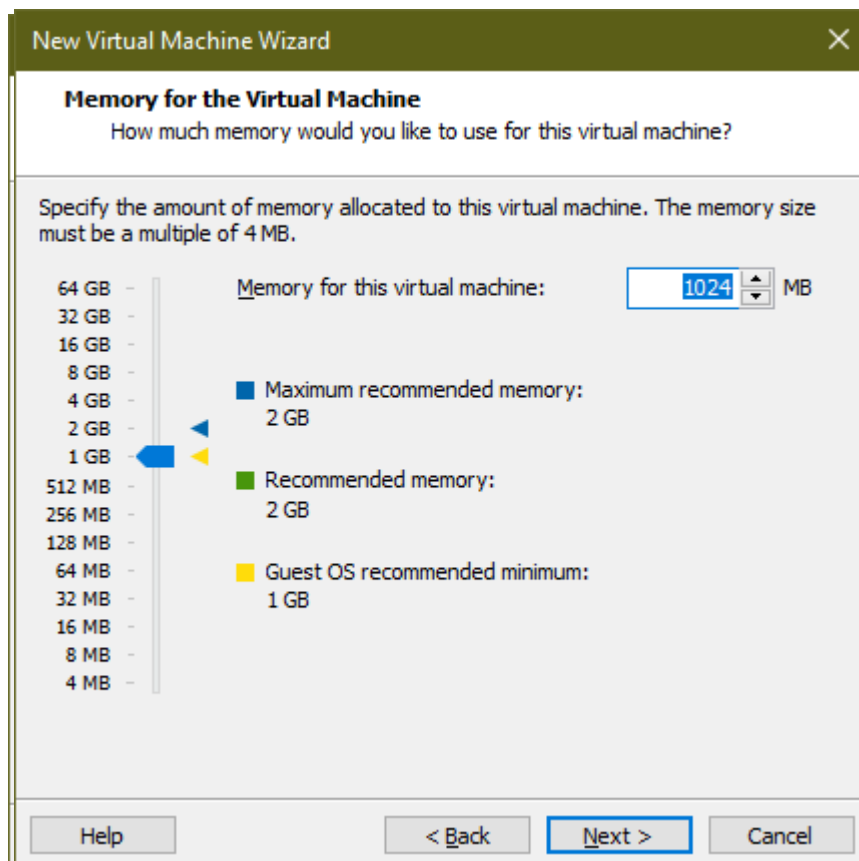 New Virtual Machine Wizard
Memory for the Virtual Machine
How much memory would you like to use for this virtual machine?
Specify the amount of memory allocated to this virtual machine. The memory size
must be a multiple of 4 MB.
Memory for this virtual machine: 1024 MB
64 GB
32 GB
16 GB
8 GB
4 GB
2 GB
1 GB
512 MB
256 MB
128 MB
64 MB
32 MB
16 MB
8 MB
4 MB
Maximum recommended memory:
2 GB
Recommended memory:
2 GB
Guest OS recommended minimum:
1 GB
Help
< Back
Next >
Cancel